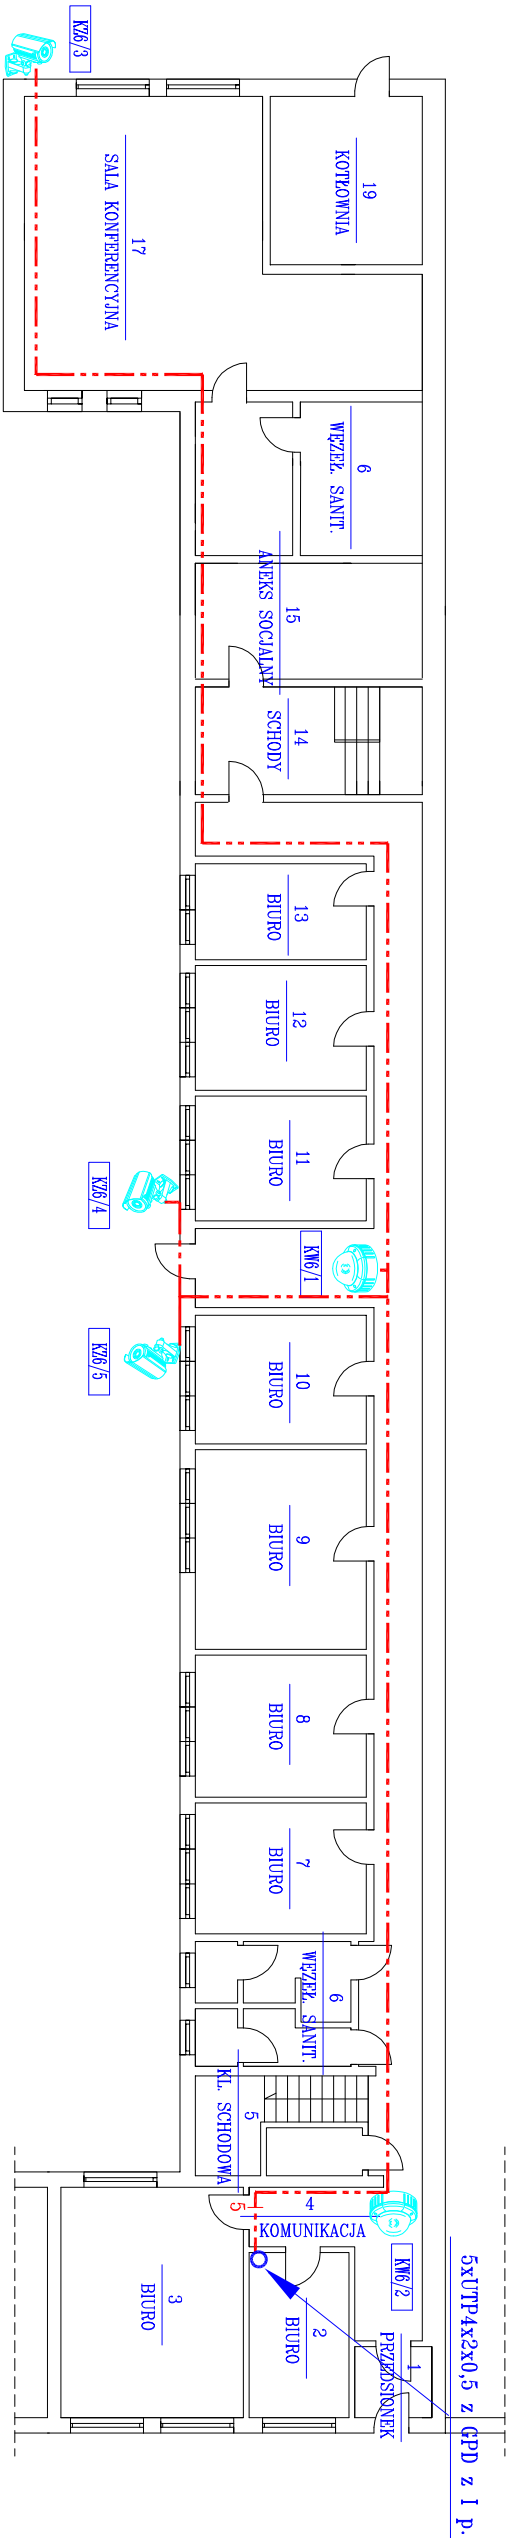 KZ6/3
19
KOTŁOWNIA
17
SALA KONFERENCYJNA
6
WĘZEŁ. SANIT.
15
ANEKS SOCJALNY
14
SCHODY
13
BIURO
12
BIURO
11
BIURO
KZ6/4
KW6/1
KZ6/5
10
BIURO
9
BIURO
8
BIURO
7
BIURO
6
WĘZEŁ. SANIT.
5
KL. SCHODOWA
5
4
KOMUNIKACJA
KW6/2
3
BIURO
2
BIURO
1
PRZEDSIONEK
5xUTP4x2x0,5 z GPD z I p.